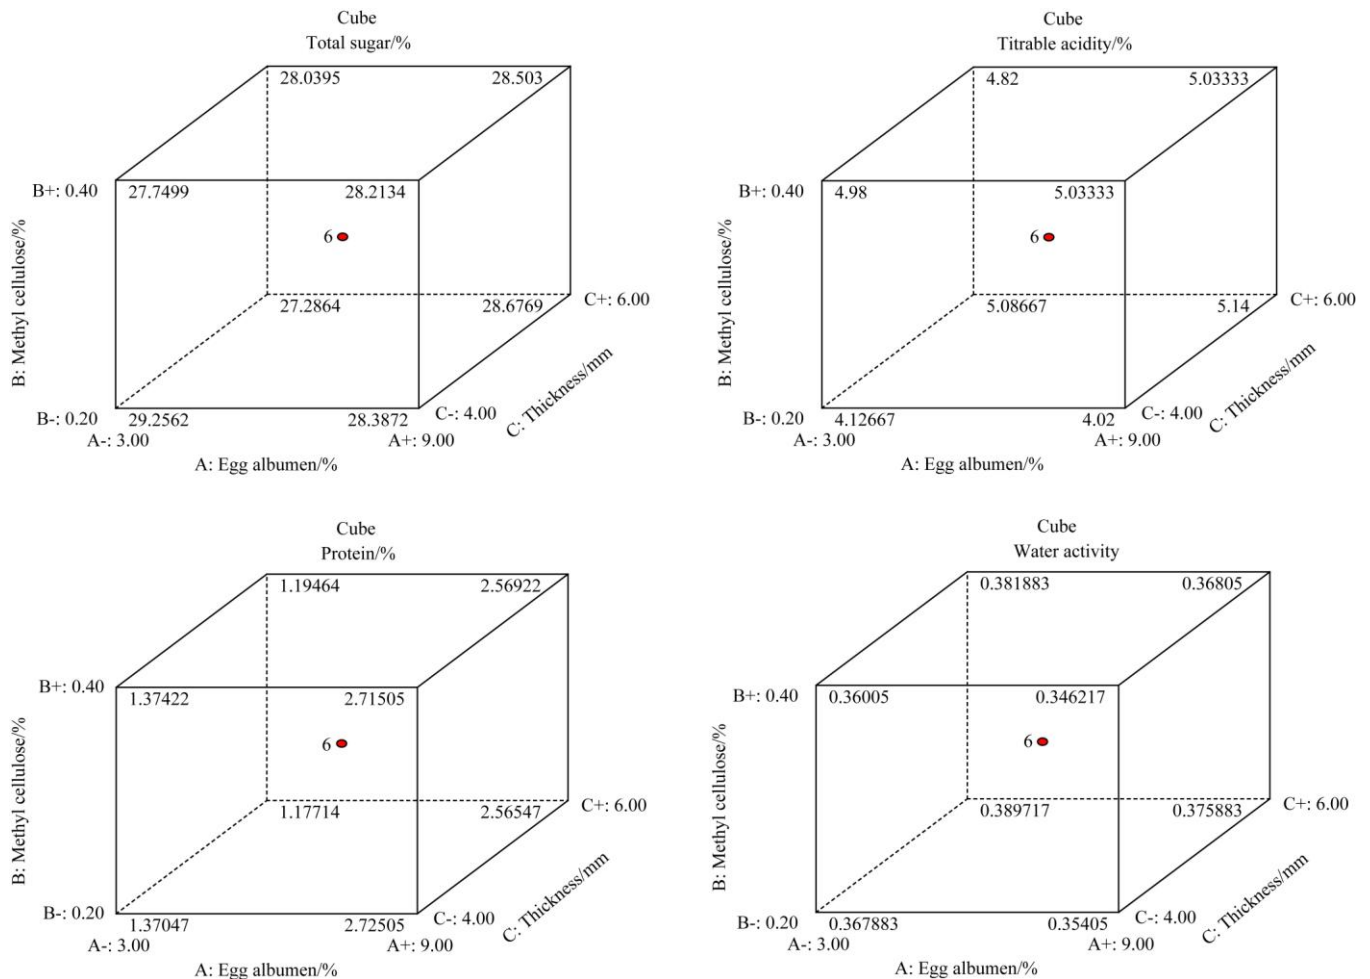 Cube
Total sugar/%
28.0395 28.503
B+: 0.40 27.7499 28.2134
6
B: Methyl cellulose/%
27.2864 28.6769 C+: 6.00
C: Thickness/mm
B-: 0.20 29.2562 28.3872 C-: 4.00
A-: 3.00 A+: 9.00
A: Egg albumen/%
Cube
Titrable acidity/%
4.82 5.03333
B+: 0.40 4.98 5.03333
6
B: Methyl cellulose/%
5.08667 5.14 C+: 6.00
C: Thickness/mm
B-: 0.20 4.12667 4.02 C-: 4.00
A-: 3.00 A+: 9.00
A: Egg albumen/%
Cube
Protein/%
1.19464 2.56922
B+: 0.40 1.37422 2.71505
6
B: Methyl cellulose/%
1.17714 2.56547 C+: 6.00
C: Thickness/mm
B-: 0.20 1.37047 2.72505 C-: 4.00
A-: 3.00 A+: 9.00
A: Egg albumen/%
Cube
Water activity
0.381883 0.36805
B+: 0.40 0.36005 0.346217
6
B: Methyl cellulose/%
0.389717 0.375883 C+: 6.00
C: Thickness/mm
B-: 0.20 0.367883 0.35405 C-: 4.00
A-: 3.00 A+: 9.00
A: Egg albumen/%